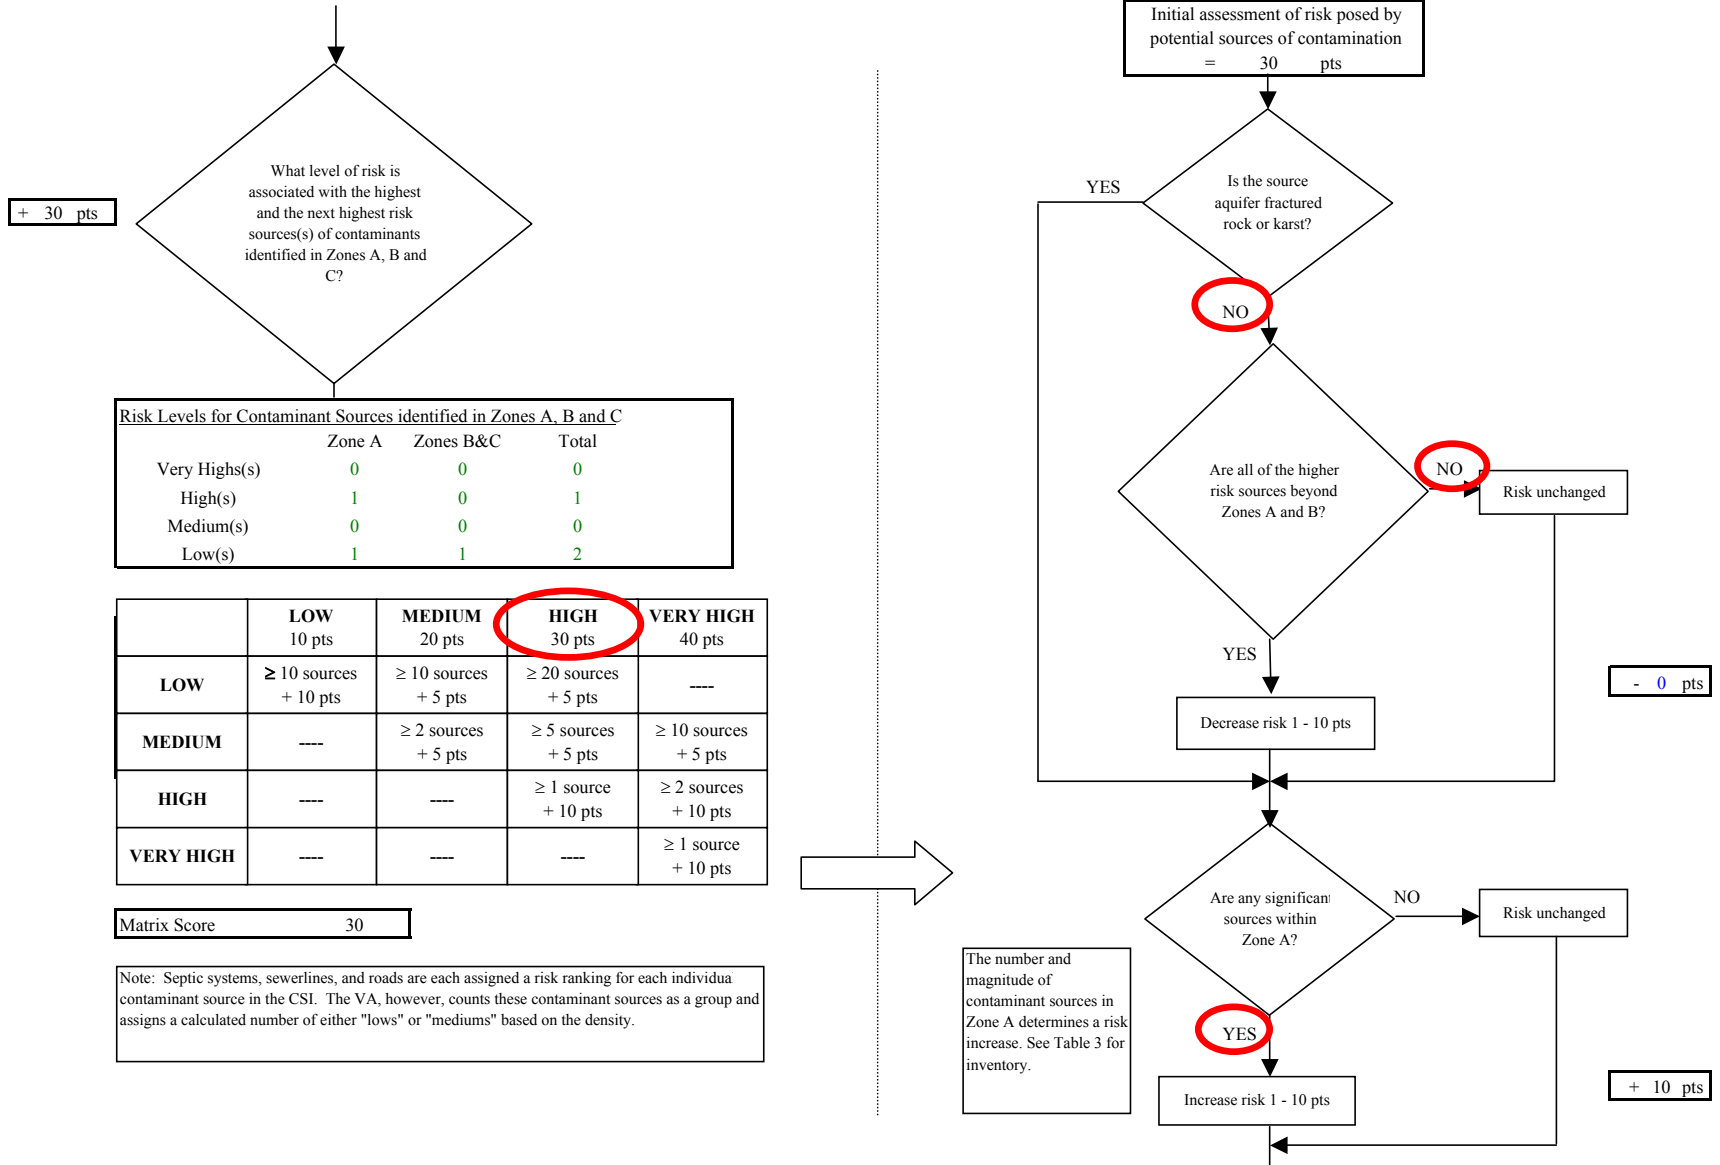 What level of risk is
associated with the highest
and the next highest risk
sources(s) of contaminants
identified in Zones A, B and
C?
+ 30 pts
Risk Levels for Contaminant Sources identified in Zones A, B and C
Zone A Zones B&C Total
Very Highs(s) 0 0 0
High(s) 1 0 1
Medium(s) 0 0 0
Low(s) 1 1 2
LOW MEDIUM HIGH VERY HIGH
10 pts 20 pts 30 pts 40 pts
LOW ≥ 10 sources ≥ 10 sources ≥ 20 sources ----
+ 10 pts + 5 pts + 5 pts
MEDIUM ---- ≥ 2 sources ≥ 5 sources ≥ 10 sources
+ 5 pts + 5 pts + 5 pts
HIGH ---- ---- ≥ 1 source ≥ 2 sources
+ 10 pts + 10 pts
VERY HIGH ---- ---- ---- ≥ 1 source
+ 10 pts
Matrix Score 30
Note: Septic systems, sewerlines, and roads are each assigned a risk ranking for each individua
contaminant source in the CSI. The VA, however, counts these contaminant sources as a group and
assigns a calculated number of either "lows" or "mediums" based on the density.
Initial assessment of risk posed by
potential sources of contamination
= 30 pts
YES
Is the source
aquifer fractured
rock or karst?
NO
Are all of the higher
risk sources beyond
Zones A and B?
NO
Risk unchanged
YES
- 0 pts
Decrease risk 1 - 10 pts
Are any significant
sources within
Zone A?
NO
Risk unchanged
The number and
magnitude of
contaminant sources in
Zone A determines a risk
increase. See Table 3 for
inventory.
YES
+ 10 pts
Increase risk 1 - 10 pts